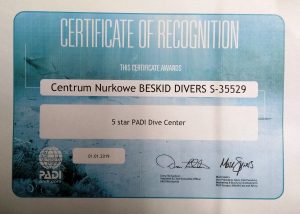 CERTIFICATE OF RECOGNITION
THIS CERTIFICATE AWARDS
Centrum Nurkowe BESKID DIVERS S-35529
5 star PADI Dive Center
01.01.2019
PADI